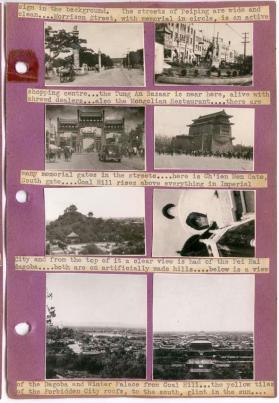 sign in the background.   The streets of Peiping are wide and
clean....Morrison Street, with memorial in circle, is an active
shopping centre...the Tung An Bazaar is near here, alive with
shrewd dealers...also the Mongolian Restaurant....there are
many memorial gates in the streets....here is Ch'ien Men Gate,
South gate....Coal Hill rises above everything in Imperial
City and from the top of it a clear view is had of the Pei Hai
Dagoba....both are on artificially made hills....below is a view
of the Dagoba and Winter Palace from Coal Hill...the yellow tiles
of the Forbidden City roofs, to the south, glint in the sun....